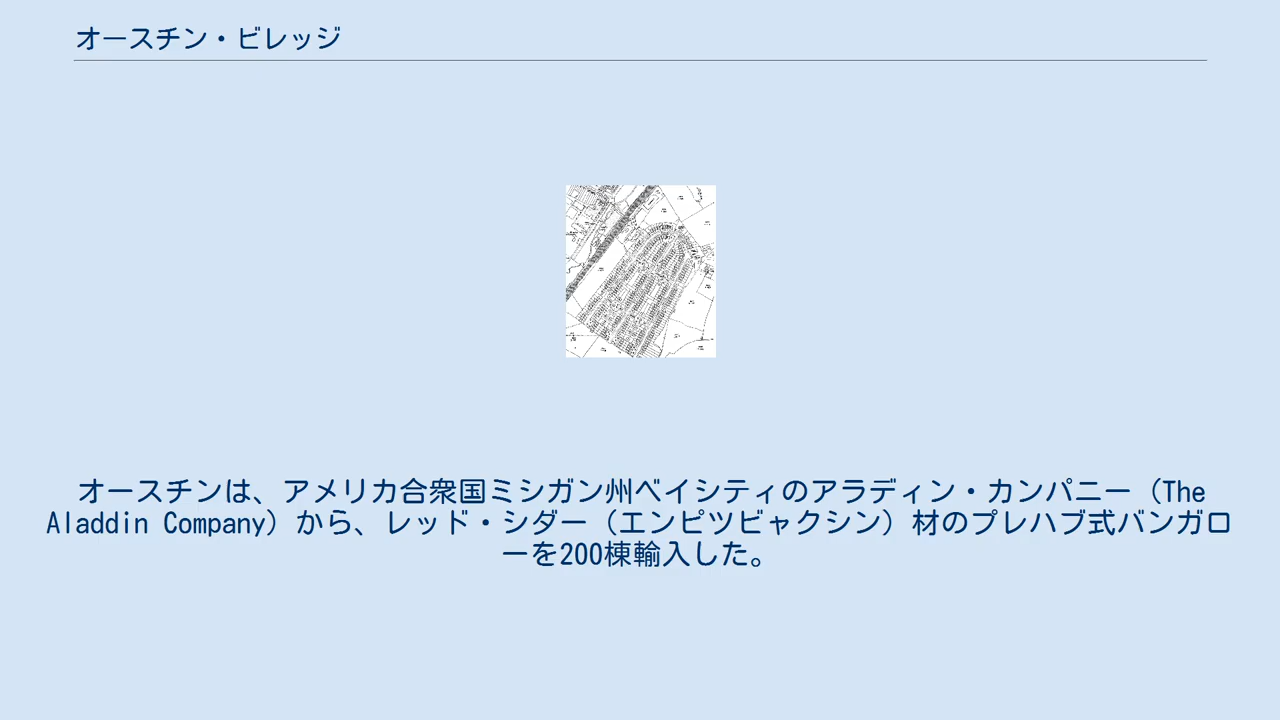 オースチン・ビレッジ
オースチンは、アメリカ合衆国ミシガン州ベイシティのアラディン・カンパニー（The
Aladdin Company）から、レッド・シダー（エンピツビャクシン）材のプレハブ式バンガロ
ーを200棟輸入した。